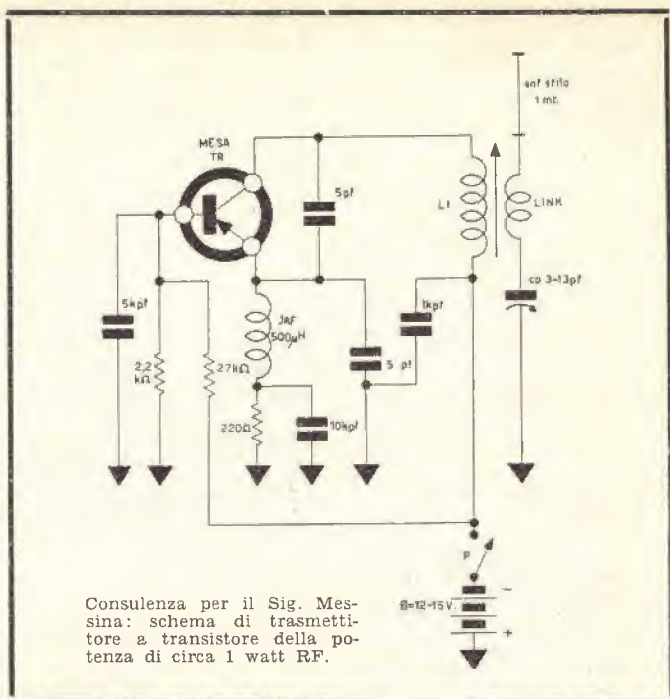 ant stilo
1 mt.
MESA
TR
5pf
L1
LINK
cp 3-13pf
5kpf
JAF
500µH
1kpf
2,2
kΩ
27kΩ
5 pf
220Ω
10kpf
P
B=12-15V.
-
+
Consulenza per il Sig. Mes-
sina: schema di trasmetti-
tore a transistore della po-
tenza di circa 1 watt RF.